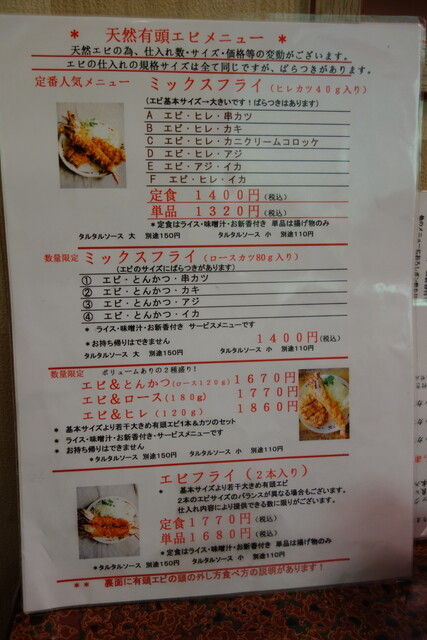 ＊ 天然有頭エビメニュー ＊
天然エビの為、仕入れ数・サイズ・価格等の変動がございます。
エビの仕入れの規格サイズは全て同じですが、ばらつきがあります。
定番人気メニュー ミックスフライ（ヒレカツ40g入り）
（エビ基本サイズ→大きいです！ばらつきはあります）
A エビ・ヒレ・串カツ
B エビ・ヒレ・カキ
C エビ・ヒレ・カニクリームコロッケ
D エビ・ヒレ・アジ
E エビ・アジ・イカ
F エビ・ヒレ・イカ
定食 1400円（税込）
単品 1320円（税込）
＊定食はライス・味噌汁・お新香付き 単品は揚げ物のみ
タルタルソース 大 別途150円 タルタルソース 小 別途110円
数量限定 ミックスフライ（ロースカツ80g入り）
（エビのサイズにばらつきがあります）
① エビ・とんかつ・串カツ
② エビ・とんかつ・カキ
③ エビ・とんかつ・アジ
④ エビ・とんかつ・イカ
＊ ライス・味噌汁・お新香付き サービスメニューです
＊お持ち帰りはできません 1400円（税込）
タルタルソース 大 別途150円 タルタルソース 小 別途110円
数量限定 ボリュームありの2種盛り！
エビ&とんかつ（ロース120g） 1670円
エビ&ロース（180g） 1770円
エビ&ヒレ（120g） 1860円
＊ 基本サイズより若干大きめ有頭エビ1本&カツのセット
＊ ライス・味噌汁・お新香付き・サービスメニューです
＊ お持ち帰りはできません
＊タルタルソース 大 別途150円 タルタルソース 小 別途110円
エビフライ（2本入り）
＊ 基本サイズより若干大きめ有頭エビ
2本のエビサイズのバランスが異なる場合もございます。
仕入れ内容により提供できる数に限りがございます。
定食1770円（税込）
単品1680円（税込）
＊定食はライス・味噌汁・お新香付き 単品は揚げ物のみ
＊タルタルソース 大 別途150円 タルタルソース 小 別途110円
＊＊ 裏面に有頭エビの頭の外し方食べ方の説明があります！